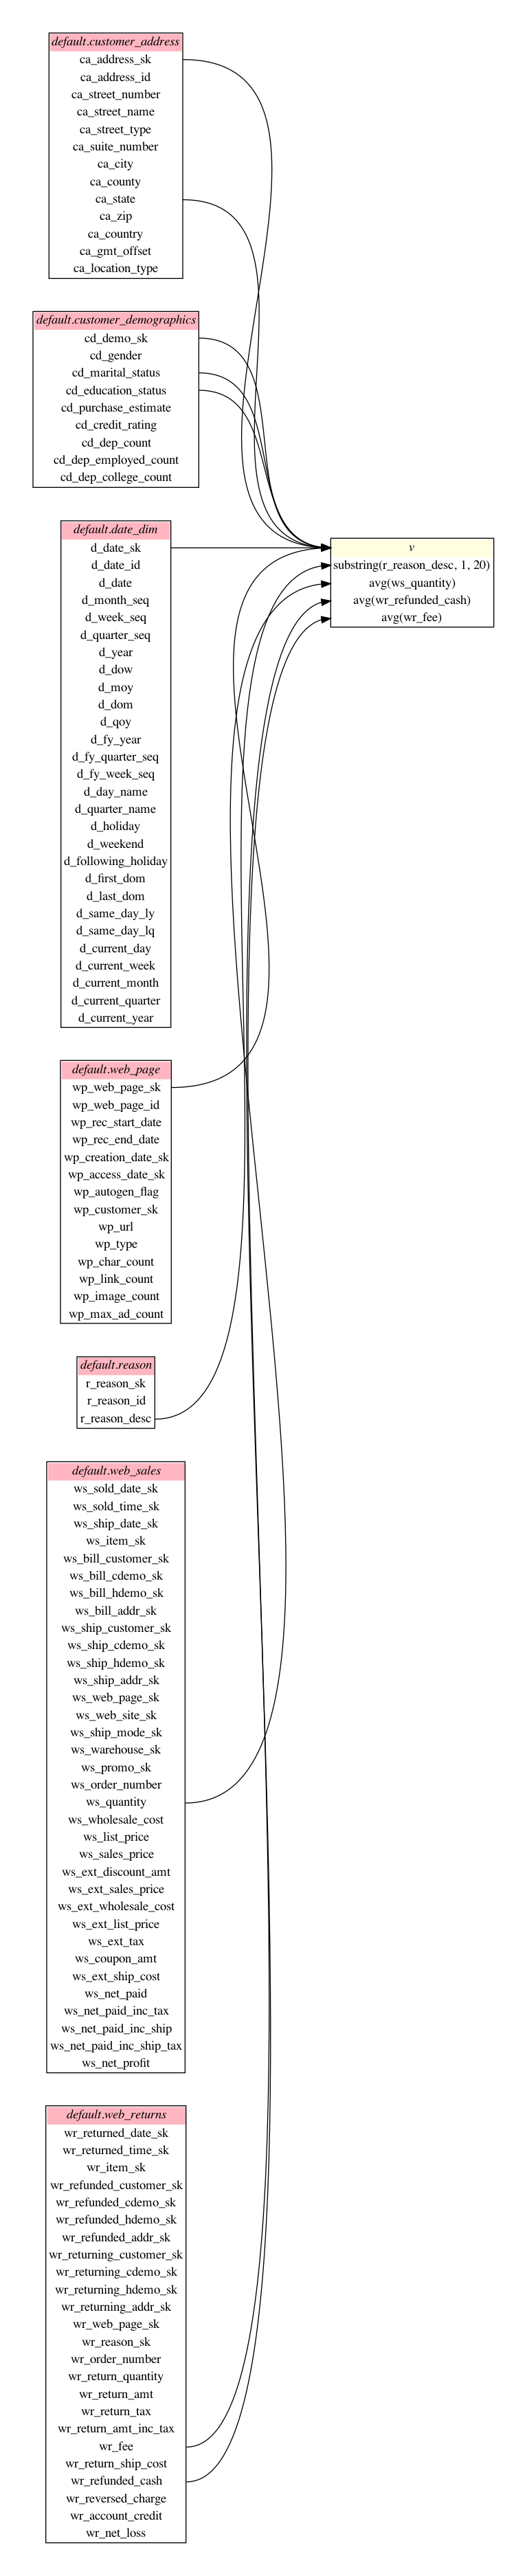 default.customer_address
ca_address_sk
ca_address_id
ca_street_number
ca_street_name
ca_street_type
ca_suite_number
ca_city
ca_county
ca_state
ca_zip
ca_country
ca_gmt_offset
ca_location_type
default.customer_demographics
cd_demo_sk
cd_gender
cd_marital_status
cd_education_status
cd_purchase_estimate
cd_credit_rating
cd_dep_count
cd_dep_employed_count
cd_dep_college_count
default.date_dim
d_date_sk
d_date_id
d_date
d_month_seq
d_week_seq
d_quarter_seq
d_year
d_dow
d_moy
d_dom
d_qoy
d_fy_year
d_fy_quarter_seq
d_fy_week_seq
d_day_name
d_quarter_name
d_holiday
d_weekend
d_following_holiday
d_first_dom
d_last_dom
d_same_day_ly
d_same_day_lq
d_current_day
d_current_week
d_current_month
d_current_quarter
d_current_year
default.web_page
wp_web_page_sk
wp_web_page_id
wp_rec_start_date
wp_rec_end_date
wp_creation_date_sk
wp_access_date_sk
wp_autogen_flag
wp_customer_sk
wp_url
wp_type
wp_char_count
wp_link_count
wp_image_count
wp_max_ad_count
default.reason
r_reason_sk
r_reason_id
r_reason_desc
default.web_sales
ws_sold_date_sk
ws_sold_time_sk
ws_ship_date_sk
ws_item_sk
ws_bill_customer_sk
ws_bill_cdemo_sk
ws_bill_hdemo_sk
ws_bill_addr_sk
ws_ship_customer_sk
ws_ship_cdemo_sk
ws_ship_hdemo_sk
ws_ship_addr_sk
ws_web_page_sk
ws_web_site_sk
ws_ship_mode_sk
ws_warehouse_sk
ws_promo_sk
ws_order_number
ws_quantity
ws_wholesale_cost
ws_list_price
ws_sales_price
ws_ext_discount_amt
ws_ext_sales_price
ws_ext_wholesale_cost
ws_ext_list_price
ws_ext_tax
ws_coupon_amt
ws_ext_ship_cost
ws_net_paid
ws_net_paid_inc_tax
ws_net_paid_inc_ship
ws_net_paid_inc_ship_tax
ws_net_profit
default.web_returns
wr_returned_date_sk
wr_returned_time_sk
wr_item_sk
wr_refunded_customer_sk
wr_refunded_cdemo_sk
wr_refunded_hdemo_sk
wr_refunded_addr_sk
wr_returning_customer_sk
wr_returning_cdemo_sk
wr_returning_hdemo_sk
wr_returning_addr_sk
wr_web_page_sk
wr_reason_sk
wr_order_number
wr_return_quantity
wr_return_amt
wr_return_tax
wr_return_amt_inc_tax
wr_fee
wr_return_ship_cost
wr_refunded_cash
wr_reversed_charge
wr_account_credit
wr_net_loss
v
substring(r_reason_desc, 1, 20)
avg(ws_quantity)
avg(wr_refunded_cash)
avg(wr_fee)